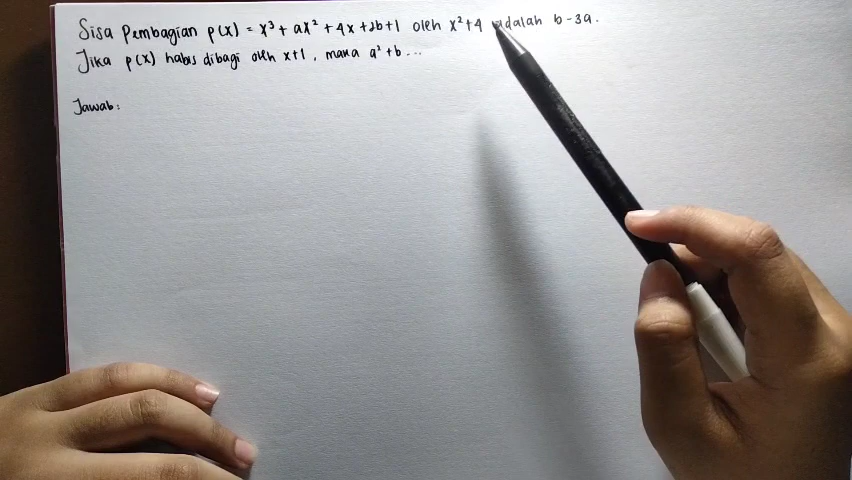 Sisa Pembagian p(x) = x³ + ax² + 4x + 2b + 1 oleh x² + 4 adalah b - 3a.
Jika p(x) habis dibagi oleh x+1, maka a² + b ...
Jawab: